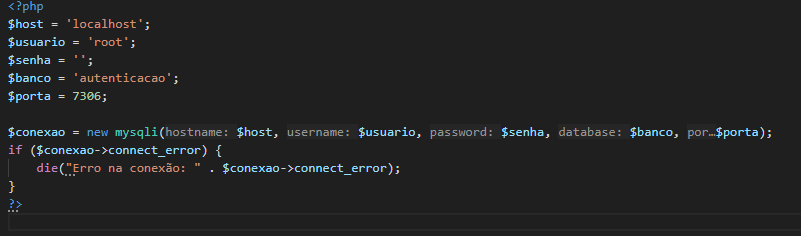 <?php
$host = 'localhost';
$usuario = 'root';
$senha = '';
$banco = 'autenticacao';
$porta = 7306;
$conexao = new mysqli(hostname: $host, username: $usuario, password: $senha, database: $banco, por…$porta);
if ($conexao->connect_error) {
    die("Erro na conexão: " . $conexao->connect_error);
}
?>